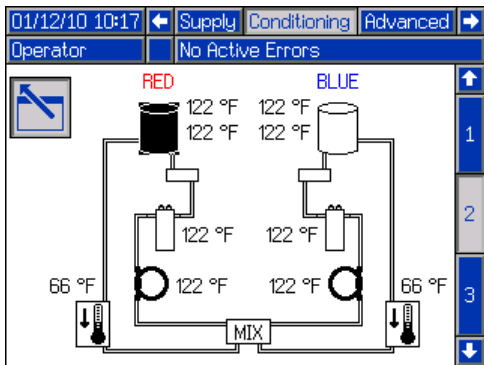 01/12/10 10:17 Supply Conditioning Advanced
Operator No Active Errors
RED BLUE
122 °F 122 °F
122 °F 122 °F
1
2
122 °F 122 °F
66 °F 122 °F 122 °F 66 °F
3
MIX